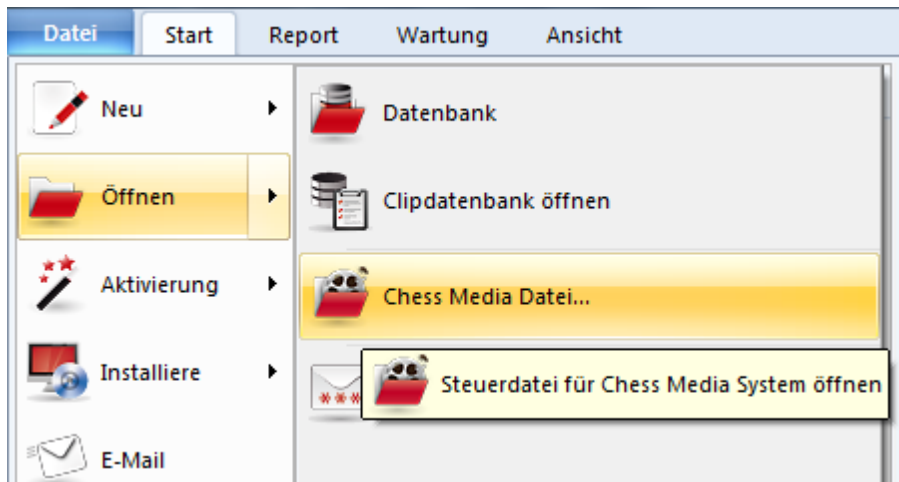 Datei Start Report Wartung Ansicht
Neu
Öffnen
Aktivierung
Installiere
E-Mail
Datenbank
Clipdatenbank öffnen
Chess Media Datei...
Steuerdatei für Chess Media System öffnen